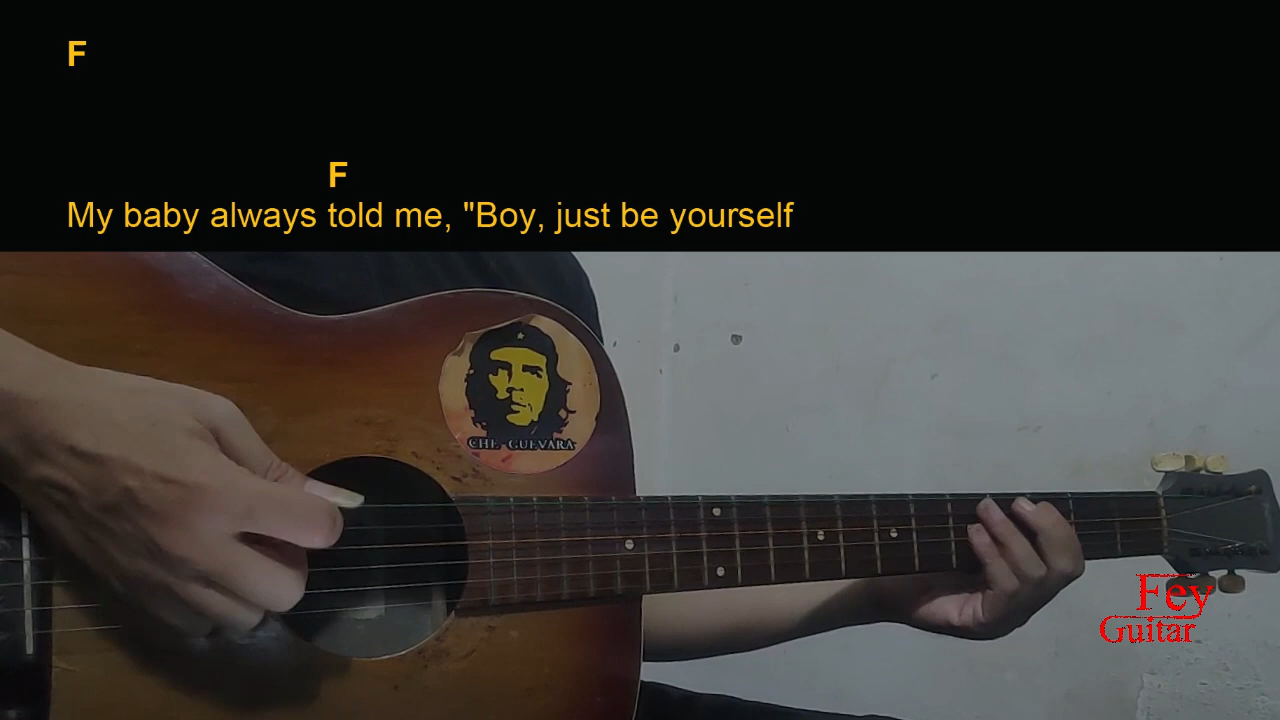 F
F
My baby always told me, "Boy, just be yourself
CHE GUEVARA
Fey
Guitar